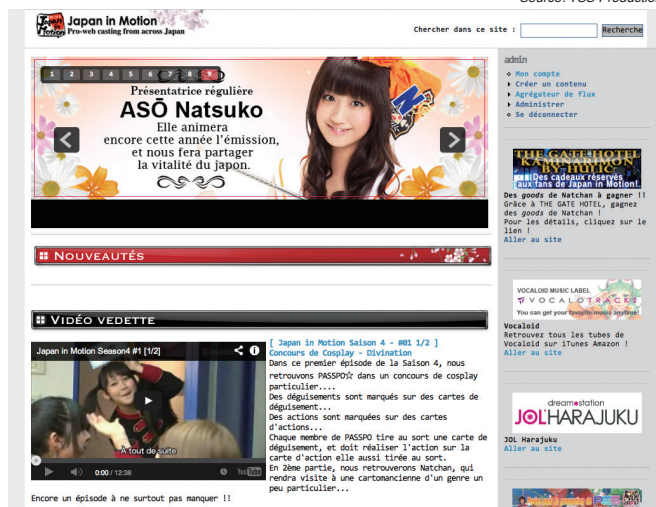 Source: TSS Production
Japan in Motion
Pro-web casting from across Japan
Chercher dans ce site :
Recherche
1 2 3 4 5 6 7 8 9
Présentatrice régulière
ASŌ Natsuko
Elle animera
encore cette année l'émission,
et nous fera partager
la vitalité du japon.
NOUVEAUTÉS
VIDÉO VEDETTE
Japan in Motion Season4 #1 [1/2]
A tout de suite
0:00 / 12:38
[ Japan in Motion Saison 4 - #01 1/2 ]
Concours de Cosplay - Divination
Dans ce premier épisode de la Saison 4, nous
retrouvons PASSPO☆ dans un concours de cosplay
particulier....
Des déguisements sont marqués sur des cartes de
déguisement...
Des actions sont marquées sur des cartes
d'actions...
Chaque membre de PASSPO tire au sort une carte de
déguisement, et doit réaliser l'action sur la
carte d'action elle aussi tirée au sort.
En 2ème partie, nous retrouverons Natchan, qui
rendra visite à une cartomancienne d'un genre un
peu particulier...
Encore un épisode à ne surtout pas manquer !!
admin
Mon compte
Créer un contenu
Agrégateur de flux
Administrer
Se déconnecter
THE GATE HOTEL
KAMINARIMON
BY HULIC
Des cadeaux réservés
aux fans de Japan in Motion!
Des goods de Natchan à gagner !!
Grâce à THE GATE HOTEL, gagnez
des goods de Natchan !
Pour les détails, cliquez sur le
lien !
Aller au site
VOCALOID MUSIC LABEL
VOCALOTRACKS
You can get your favorite music anytime!
Vocaloid
Retrouvez tous les tubes de
Vocaloid sur iTunes Amazon !
Aller au site
dream★station
JOL HARAJUKU
JOL Harajuku
Aller au site